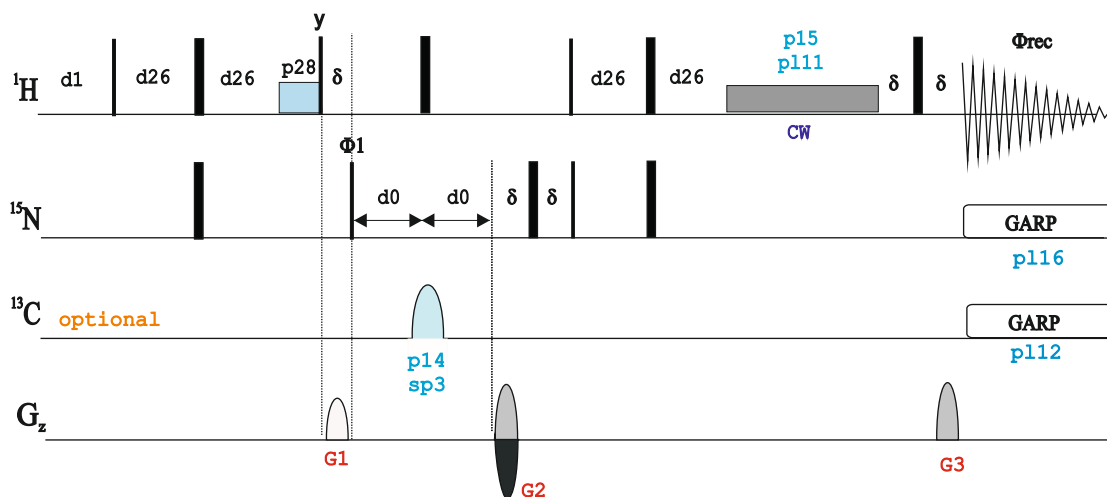 y
p15
pl11
Φrec
¹H d1 d26 d26 p28 δ d26 d26 δ δ
CW
Φ1
¹⁵N d0 d0 δ δ GARP
pl16
¹³C optional GARP
p14 pl12
sp3
Gz
G1 G2 G3